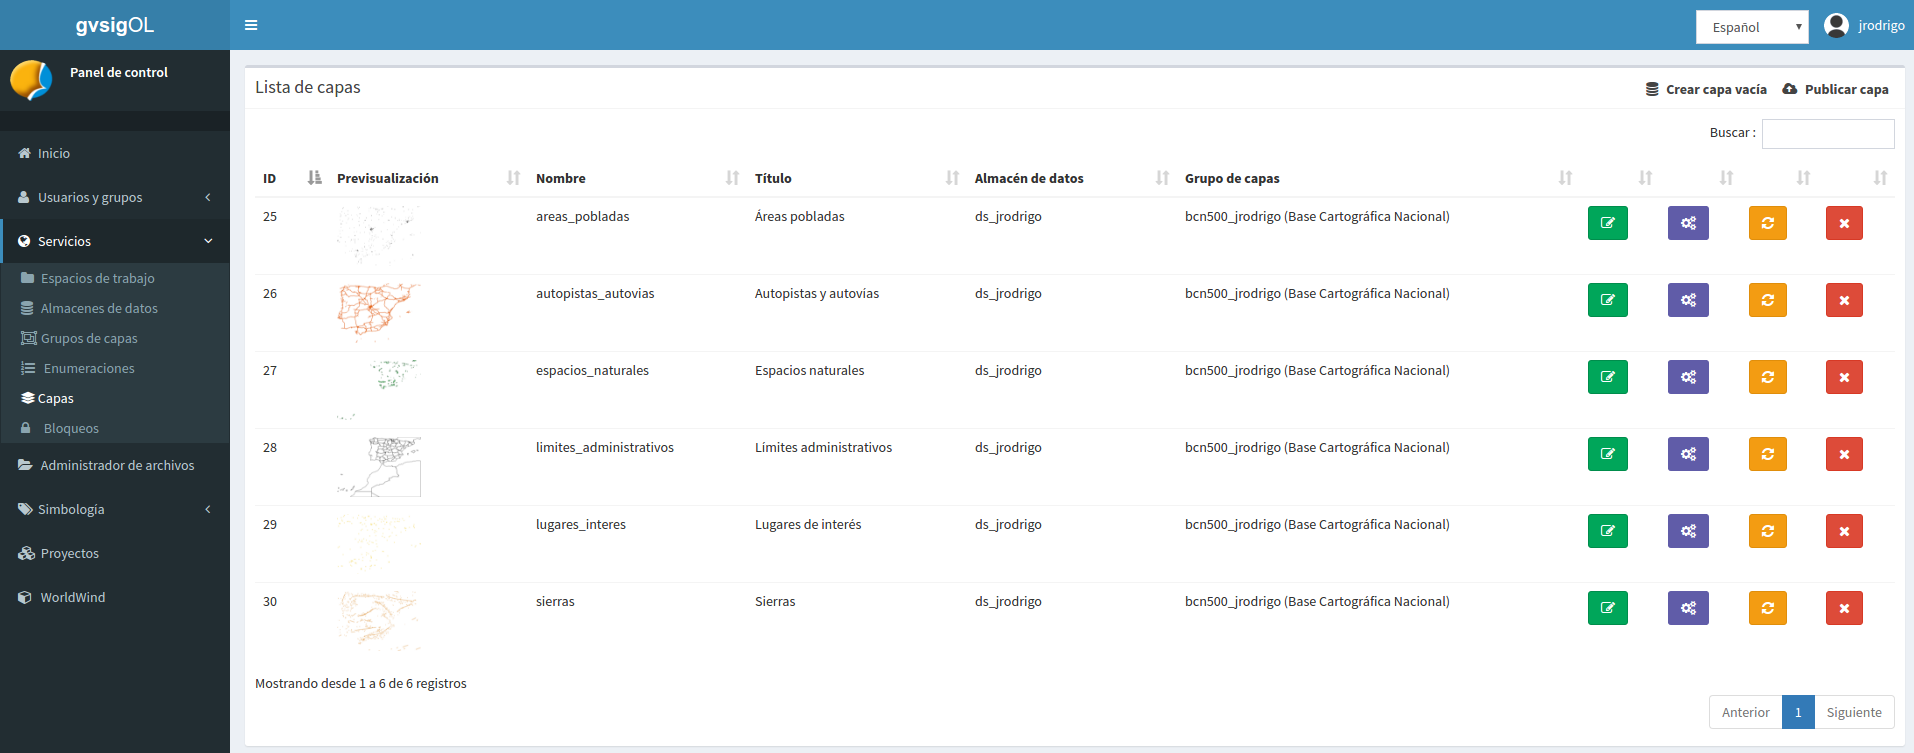 gvsigOL
Español
jrodrigo
Panel de control
Inicio
Usuarios y grupos
Servicios
Espacios de trabajo
Almacenes de datos
Grupos de capas
Enumeraciones
Capas
Bloqueos
Administrador de archivos
Simbología
Proyectos
WorldWind
Lista de capas
Crear capa vacía
Publicar capa
Buscar :
ID Previsualización Nombre Título Almacén de datos Grupo de capas
25 areas_pobladas Áreas pobladas ds_jrodrigo bcn500_jrodrigo (Base Cartográfica Nacional)
26 autopistas_autovias Autopistas y autovías ds_jrodrigo bcn500_jrodrigo (Base Cartográfica Nacional)
27 espacios_naturales Espacios naturales ds_jrodrigo bcn500_jrodrigo (Base Cartográfica Nacional)
28 limites_administrativos Límites administrativos ds_jrodrigo bcn500_jrodrigo (Base Cartográfica Nacional)
29 lugares_interes Lugares de interés ds_jrodrigo bcn500_jrodrigo (Base Cartográfica Nacional)
30 sierras Sierras ds_jrodrigo bcn500_jrodrigo (Base Cartográfica Nacional)
Mostrando desde 1 a 6 de 6 registros
Anterior 1 Siguiente